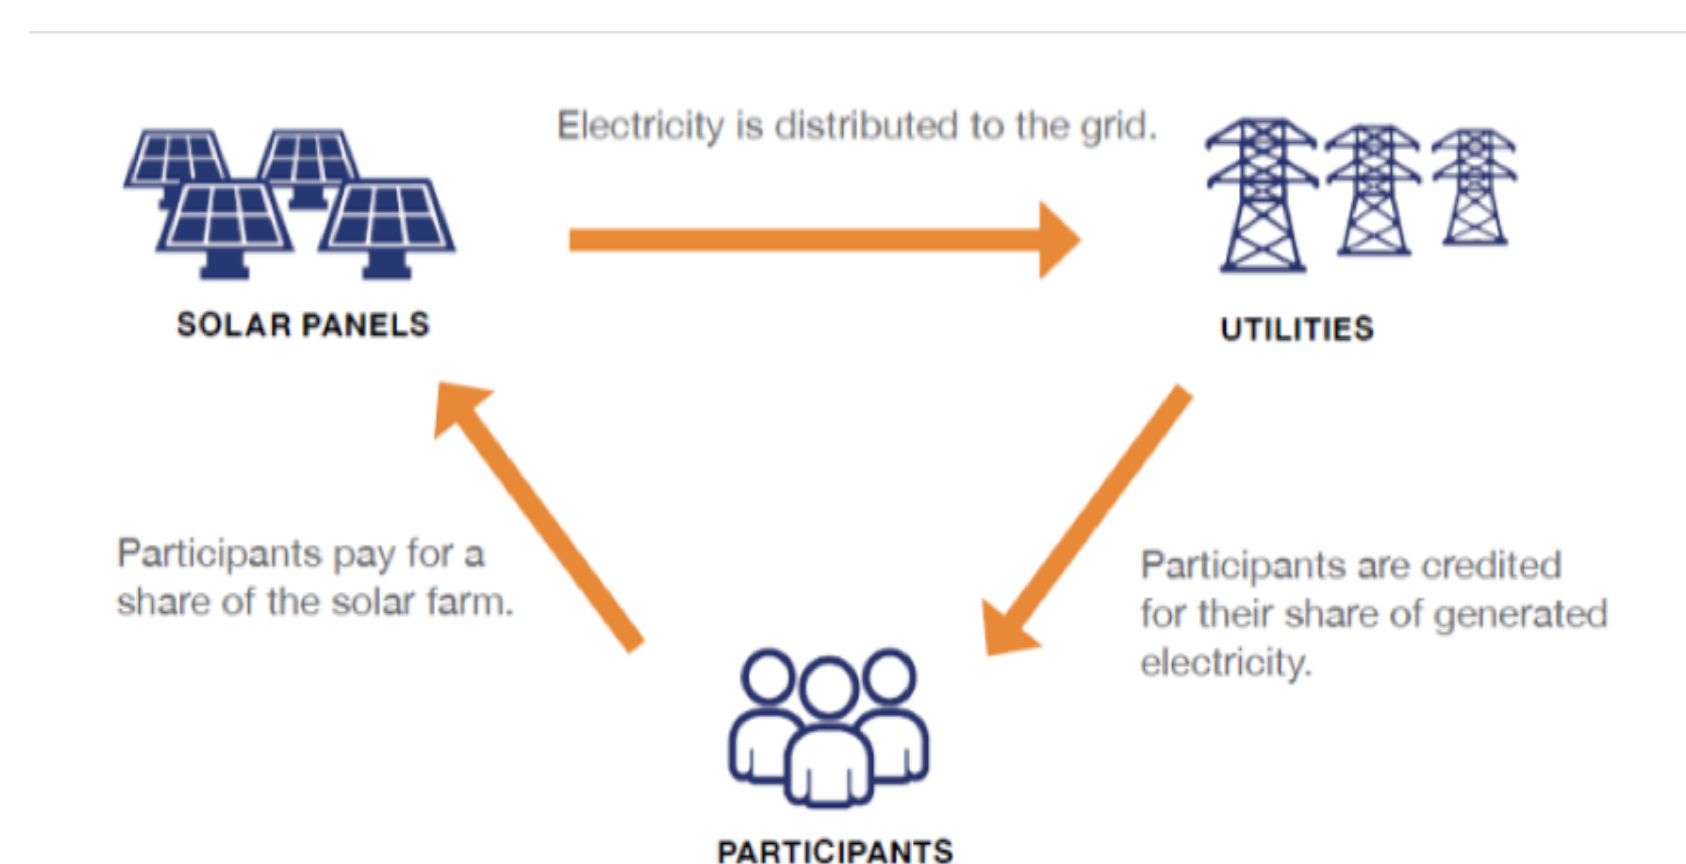 Electricity is distributed to the grid.
SOLAR PANELS
UTILITIES
Participants pay for a
share of the solar farm.
Participants are credited
for their share of generated
electricity.
PARTICIPANTS